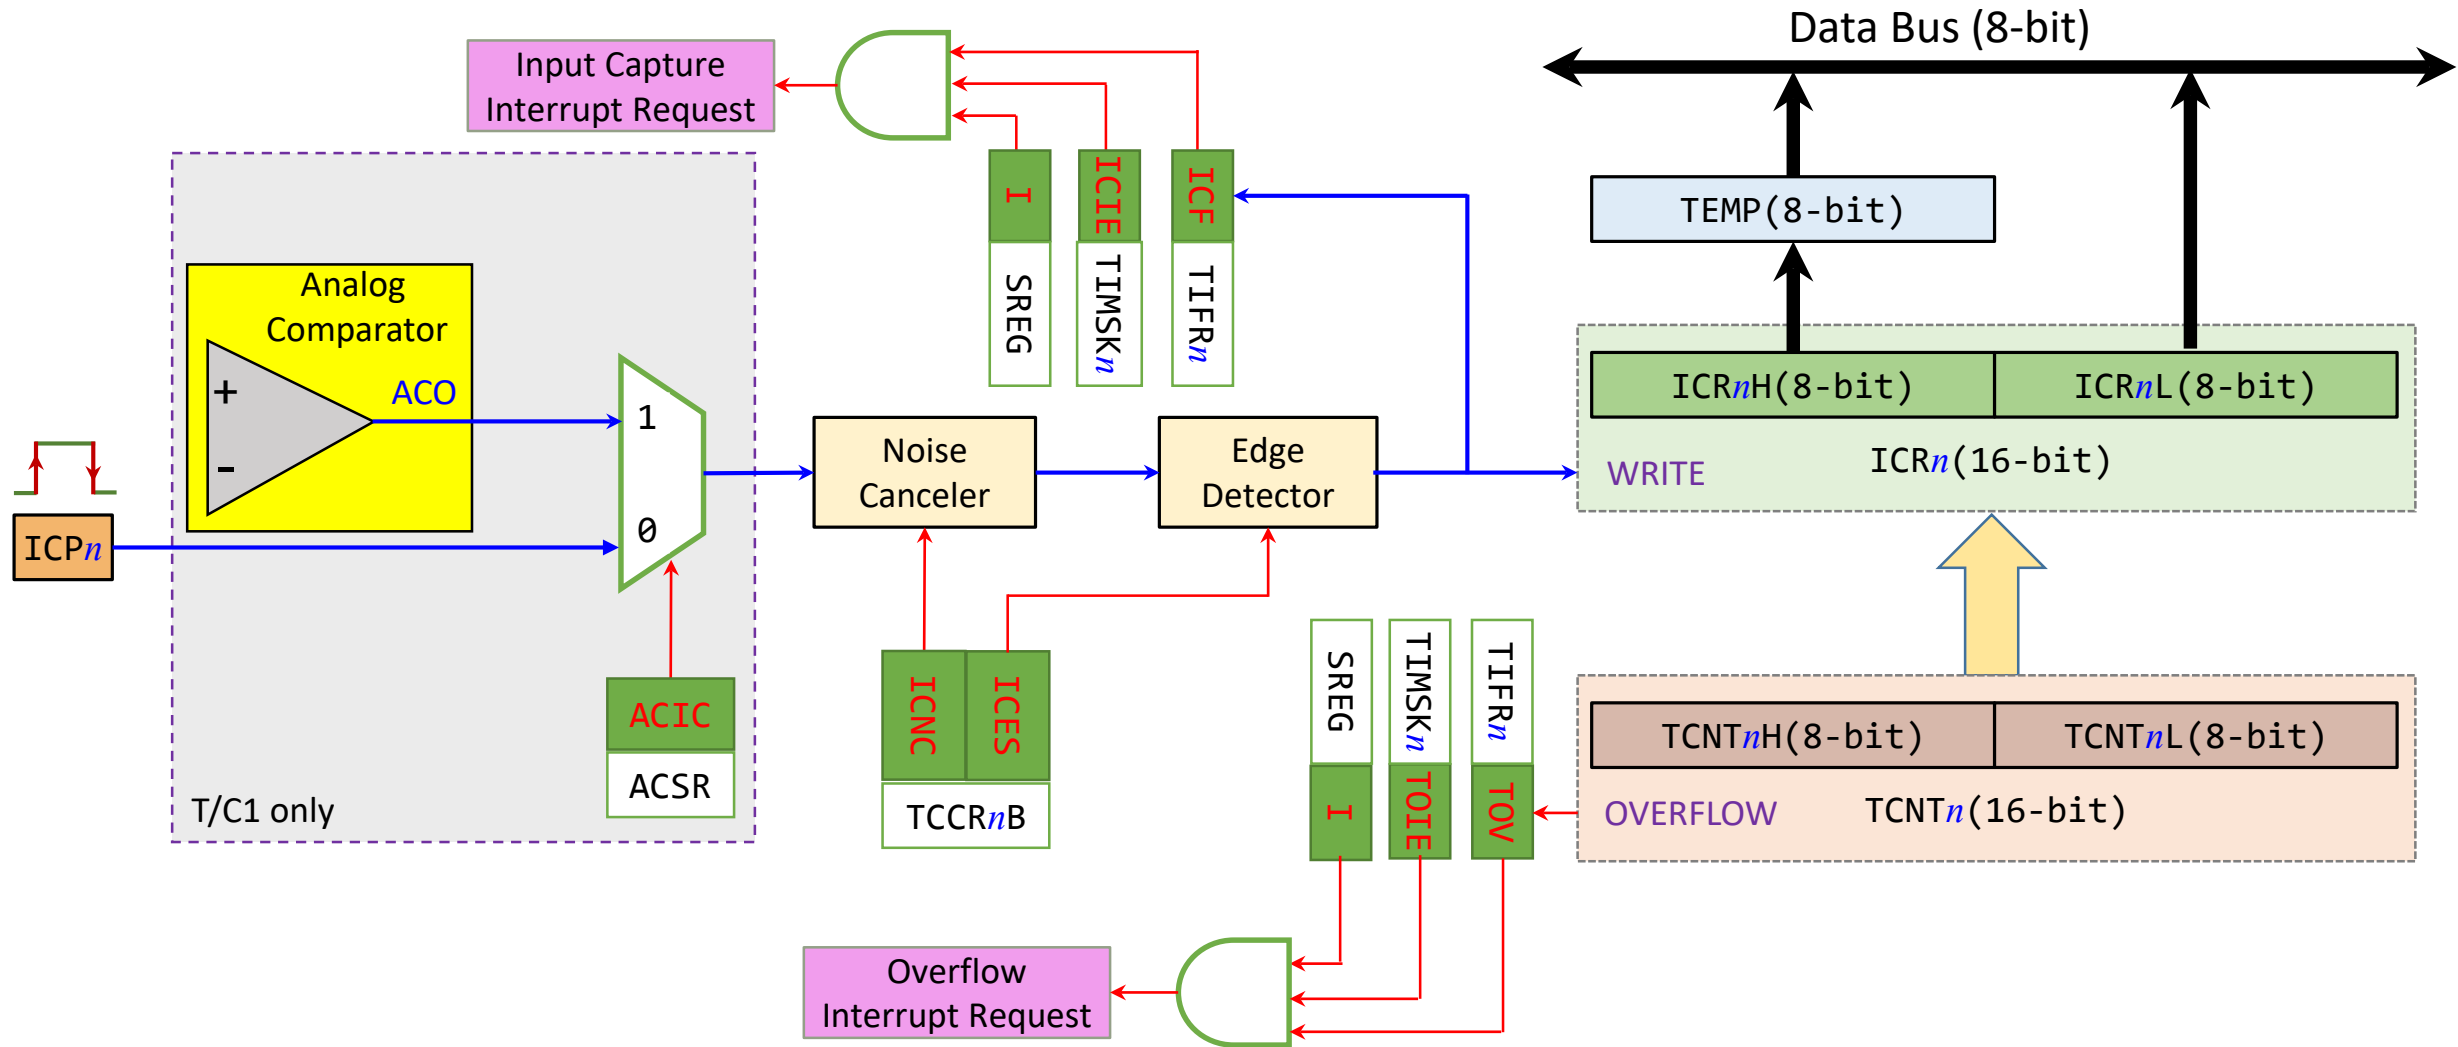 Data Bus (8-bit)
Input Capture
Interrupt Request
I
SREG
ICIE
TIMSKn
ICF
TIFRn
TEMP(8-bit)
Analog
Comparator
+
-
ACO
1
0
ICPn
Noise
Canceler
Edge
Detector
ICRnH(8-bit)
ICRnL(8-bit)
ICRn(16-bit)
WRITE
ACIC
ACSR
T/C1 only
ICNC
ICES
TCCRnB
SREG
I
TIMSKn
TOIE
TIFRn
TOV
TCNTnH(8-bit)
TCNTnL(8-bit)
OVERFLOW
TCNTn(16-bit)
Overflow
Interrupt Request